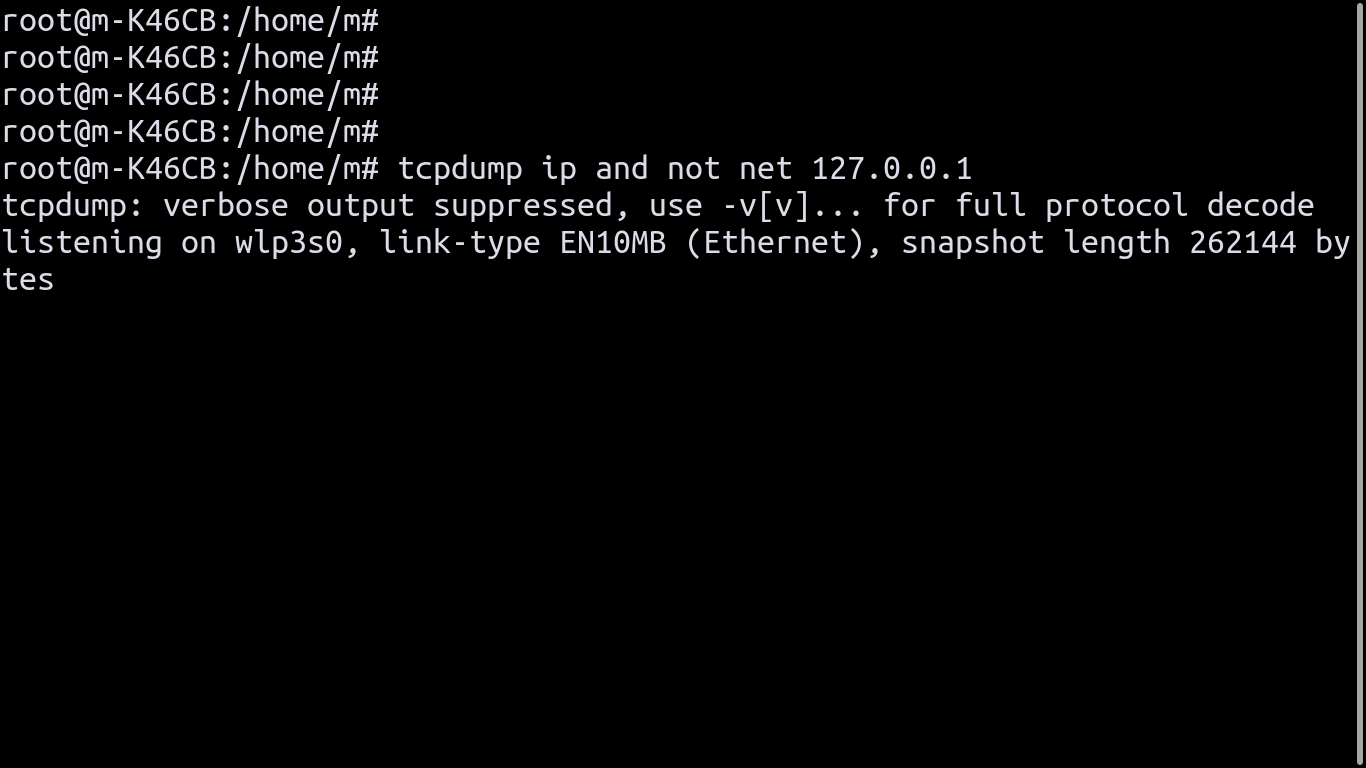 root@m-K46CB:/home/m#
root@m-K46CB:/home/m#
root@m-K46CB:/home/m#
root@m-K46CB:/home/m#
root@m-K46CB:/home/m# tcpdump ip and not net 127.0.0.1
tcpdump: verbose output suppressed, use -v[v]... for full protocol decode
listening on wlp3s0, link-type EN10MB (Ethernet), snapshot length 262144 by
tes